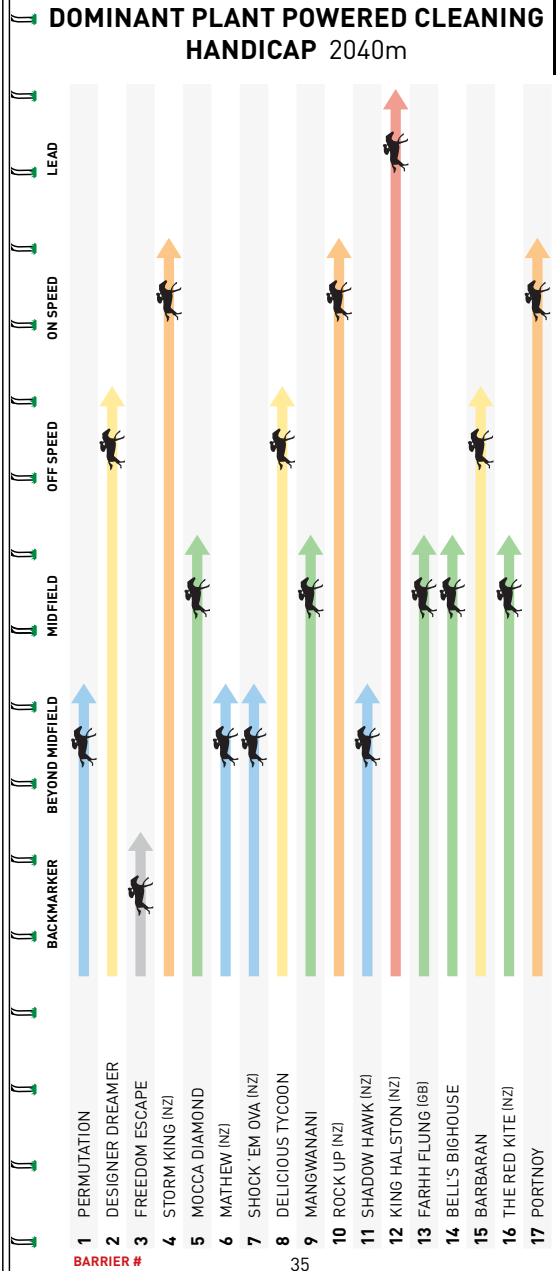 DOMINANT PLANT POWERED CLEANING
HANDICAP 2040m
LEAD
ON SPEED
OFF SPEED
MIDFIELD
BEYOND MIDFIELD
BACKMARKER
1 PERMUTATION
2 DESIGNER DREAMER
3 FREEDOM ESCAPE
4 STORM KING (NZ)
5 MOCCA DIAMOND
6 MATHEW (NZ)
7 SHOCK 'EM OVA (NZ)
8 DELICIOUS TYCOON
9 MANGWANANI
10 ROCK UP (NZ)
11 SHADOW HAWK (NZ)
12 KING HALSTON (NZ)
13 FARHH FLUNG (GB)
14 BELL'S BIGHOUSE
15 BARBARAN
16 THE RED KITE (NZ)
17 PORTNOY
BARRIER #
35